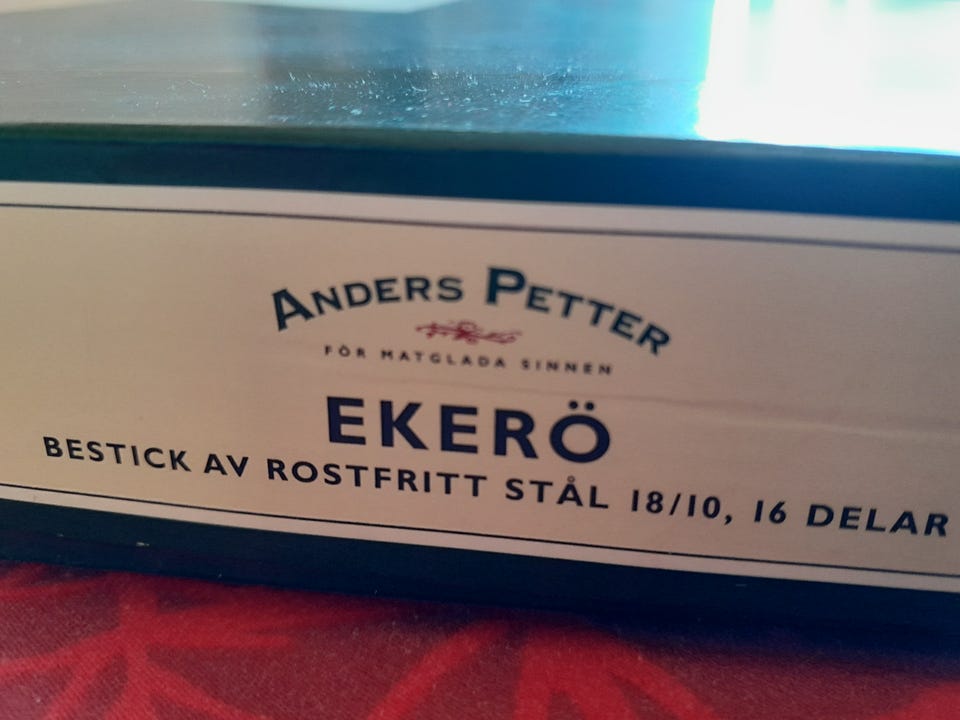 ANDERS PETTER
FÖR MATGLADA SINNEN
EKERÖ
BESTICK AV ROSTFRITT STÅL 18/10, 16 DELAR